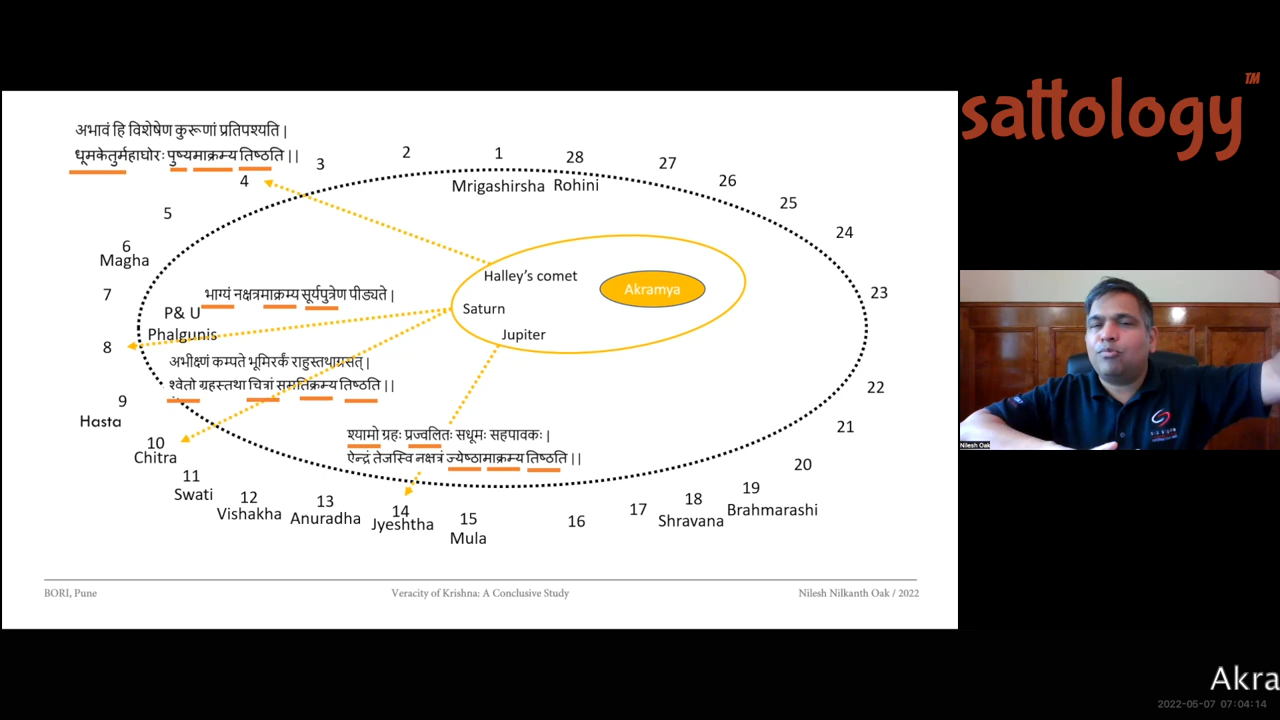 sattology™
अभावं हि विशेषेण कुरूणां प्रतिपश्यति |
धूमकेतुर्महाघोरः पुष्यमाक्रम्य तिष्ठति ||
1
2
3
4
5
6
Magha
7
P& U
Phalgunis
8
9
Hasta
10
Chitra
11
Swati
12
Vishakha
13
Anuradha
14
Jyeshtha
15
Mula
16
17
18
Shravana
19
Brahmarashi
20
21
22
23
24
25
26
27
28
Mrigashirsha Rohini
Halley's comet
Akramya
Saturn
Jupiter
भाग्यं नक्षत्रमाक्रम्य सूर्यपुत्रेण पीड्यते |
अभीक्ष्णं कम्पते भूमिरर्कं राहुस्तथाग्रसत् |
श्वेतो ग्रहस्तथा चित्रां समतिक्रम्य तिष्ठति ||
श्यामो ग्रहः प्रज्वलितः सधूमः सहपावकः |
ऐन्द्रं तेजस्वि नक्षत्रं ज्येष्ठामाक्रम्य तिष्ठति ||
BORI, Pune
Veracity of Krishna: A Conclusive Study
Nilesh Nilkanth Oak / 2022
Nilesh Oak
Akra
2022-05-07 07:04:14